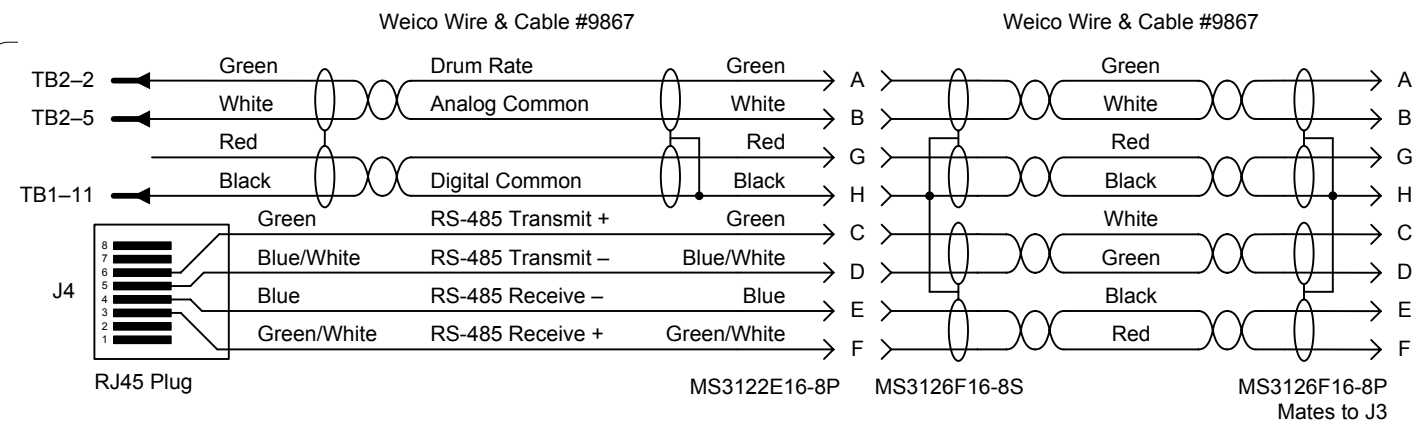 Weico Wire & Cable #9867 Weico Wire & Cable #9867
TB2–2 Green Drum Rate Green A Green A
TB2–5 White Analog Common White B White B
Red Red G Red G
TB1–11 Black Digital Common Black H Black H
Green RS-485 Transmit + Green C White C
8
7
Blue/White RS-485 Transmit – Blue/White D Green D
6
5
J4
Blue RS-485 Receive – Blue E Black E
4
3
Green/White RS-485 Receive + Green/White F Red F
2
1
RJ45 Plug MS3122E16-8P MS3126F16-8S MS3126F16-8P
Mates to J3